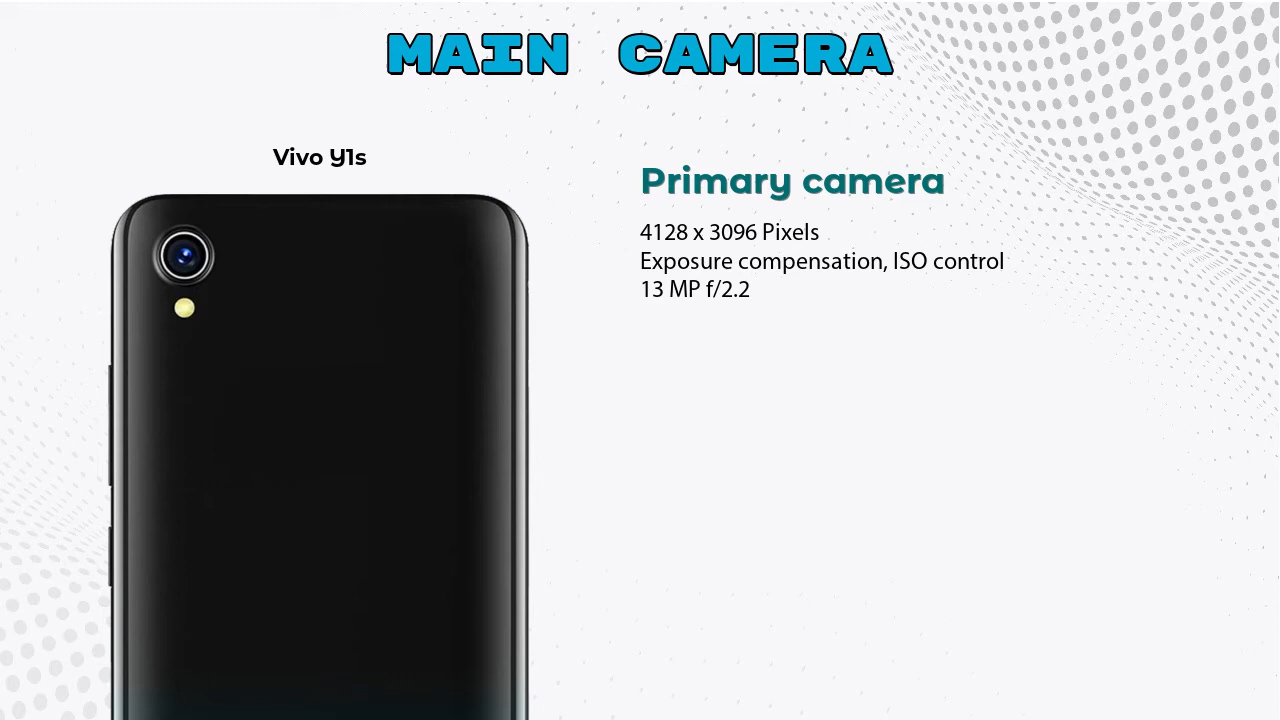 MAIN CAMERA
Vivo Y1s
Primary camera
4128 x 3096 Pixels
Exposure compensation, ISO control
13 MP f/2.2